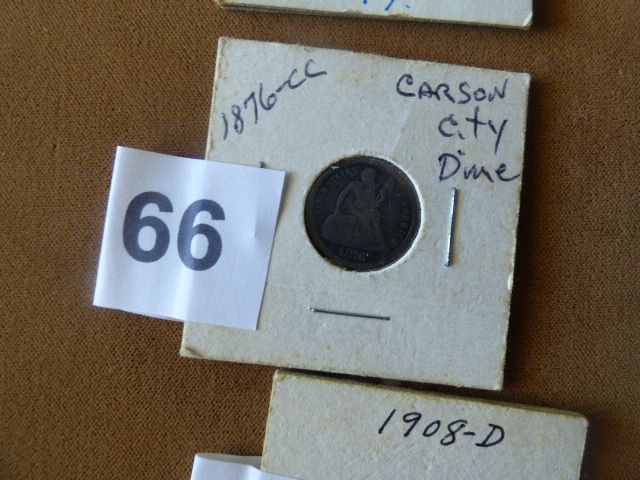 1876-CC
CARSON
City
Dime
66
1908-D